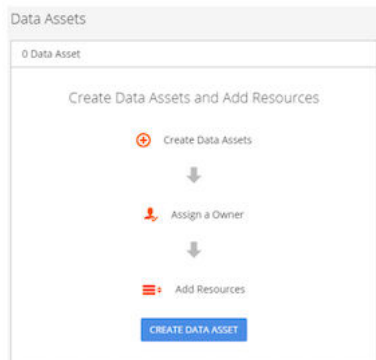 Data Assets
0 Data Asset
Create Data Assets and Add Resources
Create Data Assets
Assign a Owner
Add Resources
CREATE DATA ASSET